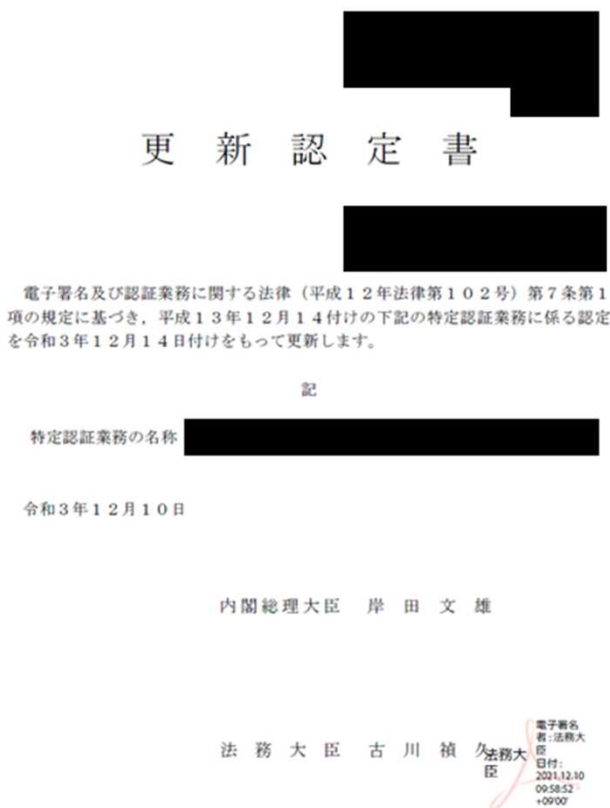 更 新 認 定 書
電子署名及び認証業務に関する法律（平成１２年法律第１０２号）第７条第１
項の規定に基づき，平成１３年１２月１４付けの下記の特定認証業務に係る認定
を令和３年１２月１４日付けをもって更新します。
記
特定認証業務の名称
令和３年１２月１０日
内閣総理大臣 岸 田 文 雄
法 務 大 臣 古 川 禎 久
法務大
臣
電子署名
者：法務大
臣
日付：
2021.12.10
09:58:52
+09'00'